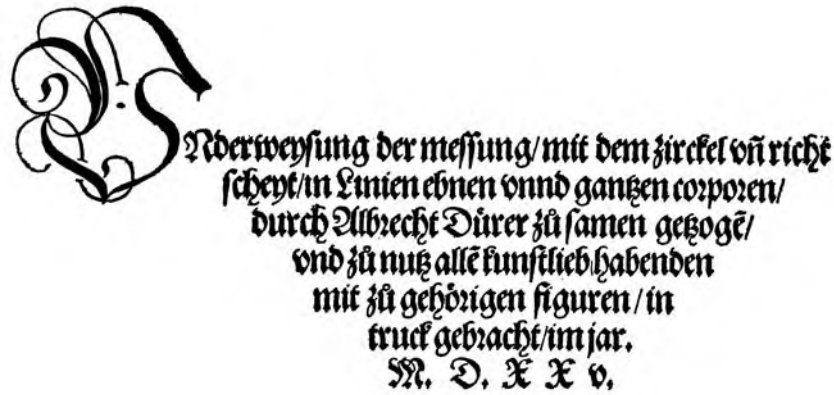 VNderweysung der messung/ mit dem zirckel vñ richt
scheyt/ in Linien ebnen vnnd gantzen corporen/
durch Albrecht Dürer zů samen getzogẽ/
vnd zů nutz allẽ kunstlieb habenden
mit zů gehörigen figuren/ in
truck gebracht/ im jar.
M. D. X X v.